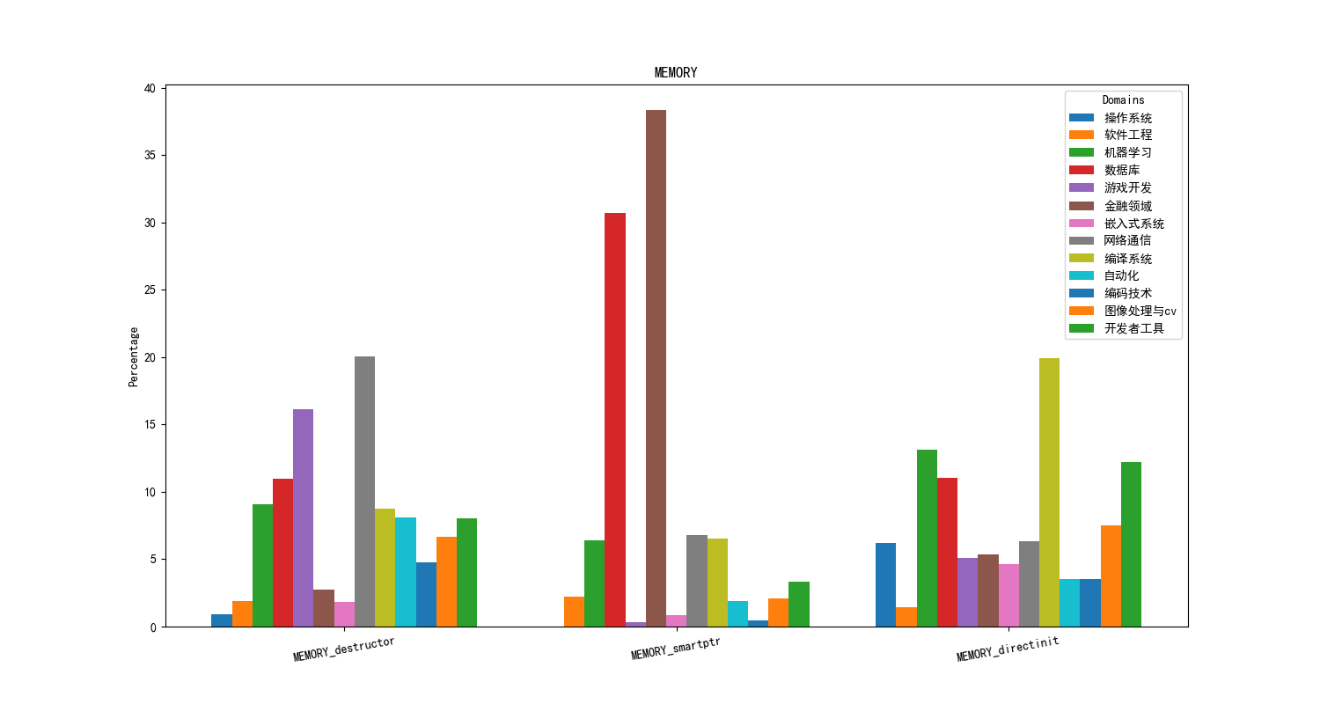 MEMORY
40
35
30
25
20
15
10
5
0
Percentage
MEMORY_destructor
MEMORY_smartptr
MEMORY_directinit
Domains
操作系统
软件工程
机器学习
数据库
游戏开发
金融领域
嵌入式系统
网络通信
编译系统
自动化
编码技术
图像处理与cv
开发者工具